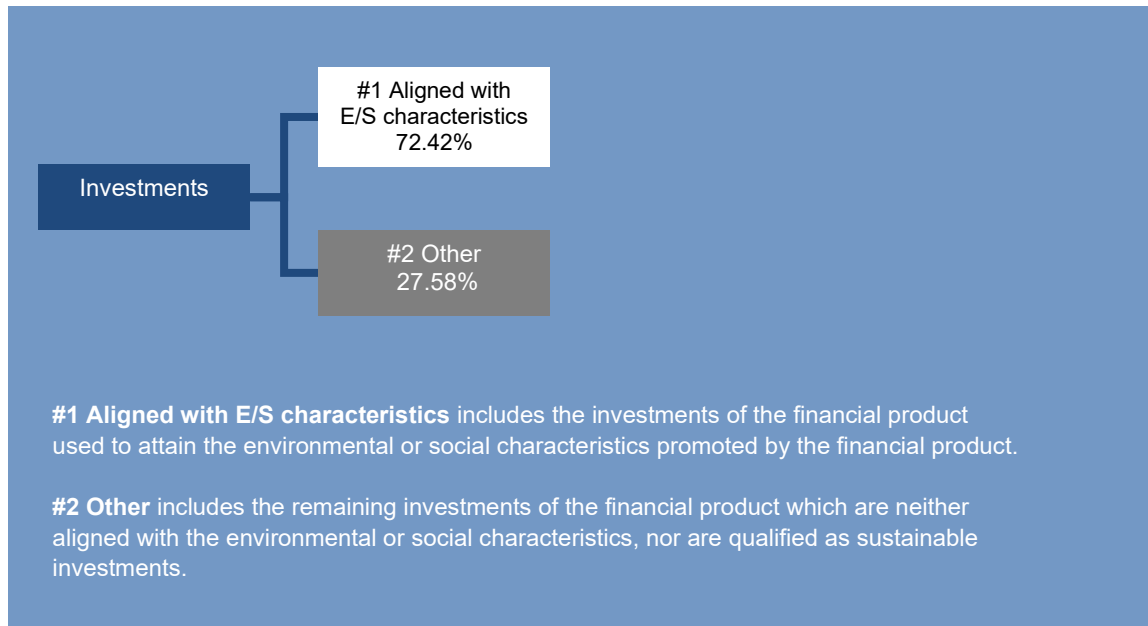 #1 Aligned with
E/S characteristics
72.42%
Investments
#2 Other
27.58%
#1 Aligned with E/S characteristics includes the investments of the financial product
used to attain the environmental or social characteristics promoted by the financial product.
#2 Other includes the remaining investments of the financial product which are neither
aligned with the environmental or social characteristics, nor are qualified as sustainable
investments.